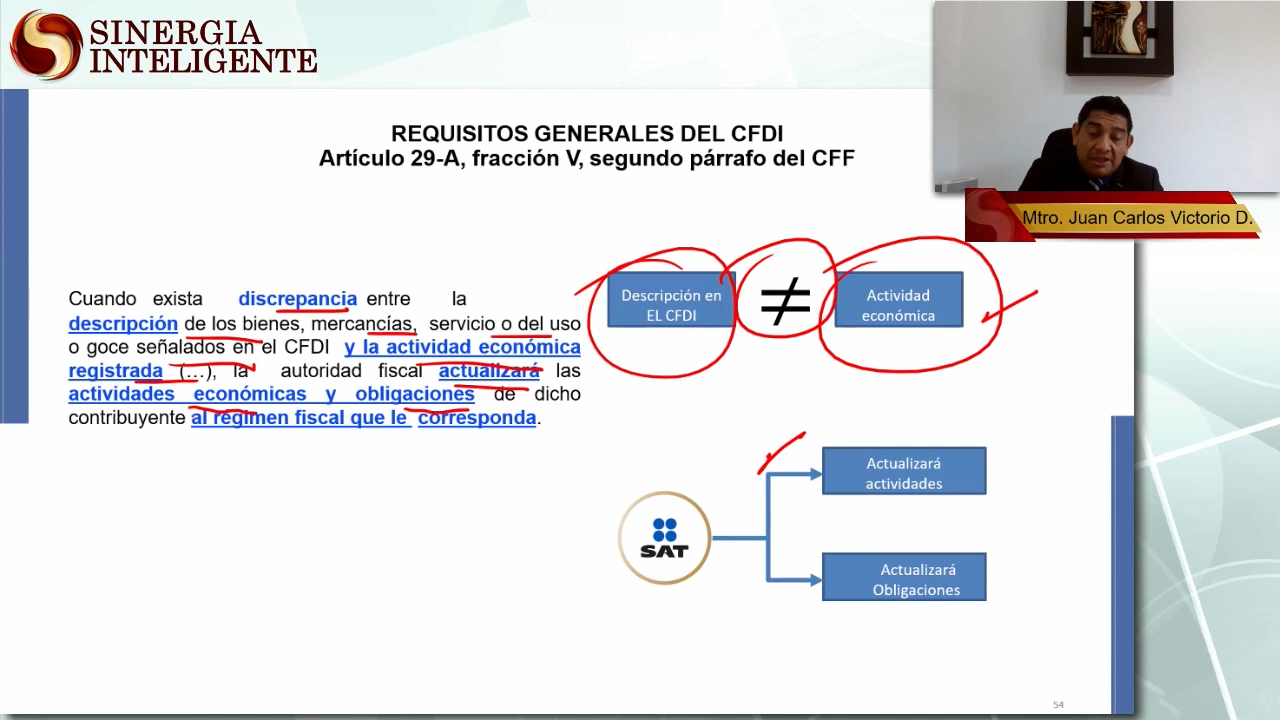 SINERGIA
INTELIGENTE
REQUISITOS GENERALES DEL CFDI
Artículo 29-A, fracción V, segundo párrafo del CFF
Mtro. Juan Carlos Victorio D.
Cuando exista discrepancia entre la
descripción de los bienes, mercancías, servicio o del uso
o goce señalados en el CFDI y la actividad económica
registrada (...), la autoridad fiscal actualizará las
actividades económicas y obligaciones de dicho
contribuyente al régimen fiscal que le corresponda.
Descripción en
EL CFDI
≠
Actividad
económica
SAT
Actualizará
actividades
Actualizará
Obligaciones
54